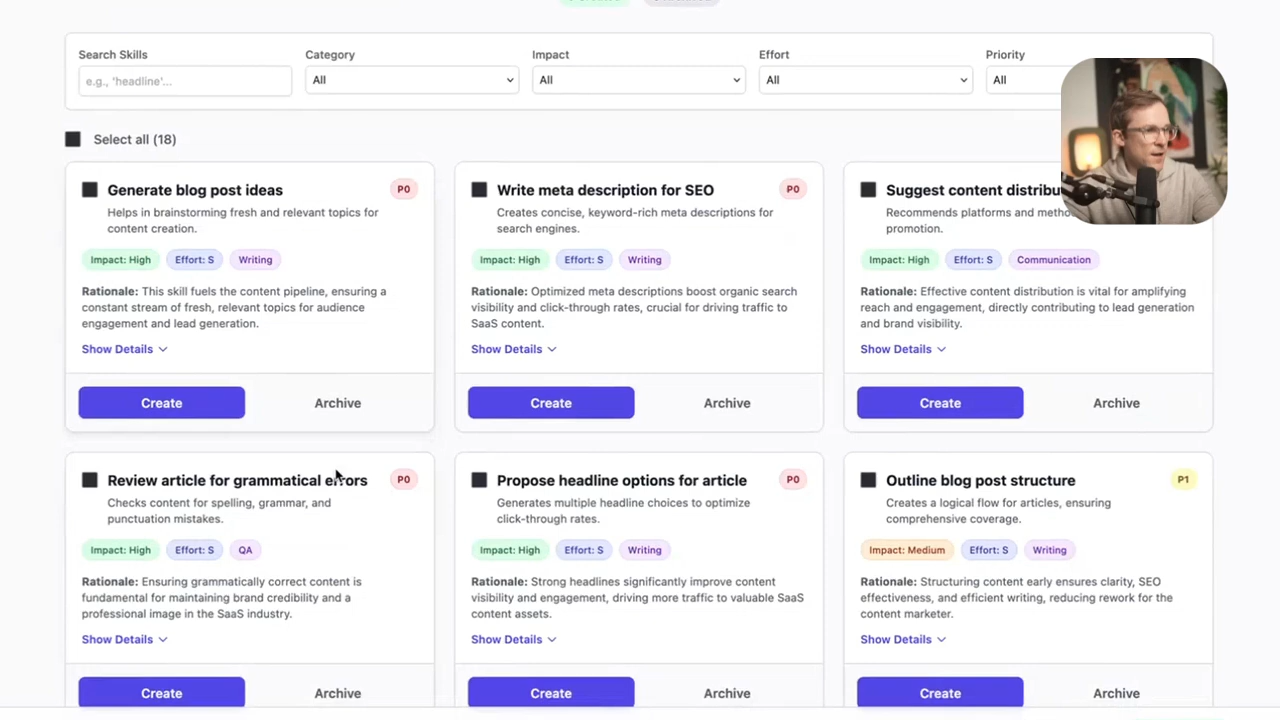 Search Skills
Category
Impact
Effort
Priority
e.g., 'headline'...
All
All
All
All
Select all (18)
Generate blog post ideas
P0
Helps in brainstorming fresh and relevant topics for
content creation.
Impact: High
Effort: S
Writing
Rationale: This skill fuels the content pipeline, ensuring a
constant stream of fresh, relevant topics for audience
engagement and lead generation.
Show Details
Create
Archive
Write meta description for SEO
P0
Creates concise, keyword-rich meta descriptions for
search engines.
Impact: High
Effort: S
Writing
Rationale: Optimized meta descriptions boost organic search
visibility and click-through rates, crucial for driving traffic to
SaaS content.
Show Details
Create
Archive
Suggest content distribu
Recommends platforms and metho
promotion.
Impact: High
Effort: S
Communication
Rationale: Effective content distribution is vital for amplifying
reach and engagement, directly contributing to lead generation
and brand visibility.
Show Details
Create
Archive
Review article for grammatical errors
P0
Checks content for spelling, grammar, and
punctuation mistakes.
Impact: High
Effort: S
QA
Rationale: Ensuring grammatically correct content is
fundamental for maintaining brand credibility and a
professional image in the SaaS industry.
Show Details
Create
Archive
Propose headline options for article
P0
Generates multiple headline choices to optimize
click-through rates.
Impact: High
Effort: S
Writing
Rationale: Strong headlines significantly improve content
visibility and engagement, driving more traffic to valuable SaaS
content assets.
Show Details
Create
Archive
Outline blog post structure
P1
Creates a logical flow for articles, ensuring
comprehensive coverage.
Impact: Medium
Effort: S
Writing
Rationale: Structuring content early ensures clarity, SEO
effectiveness, and efficient writing, reducing rework for the
content marketer.
Show Details
Create
Archive